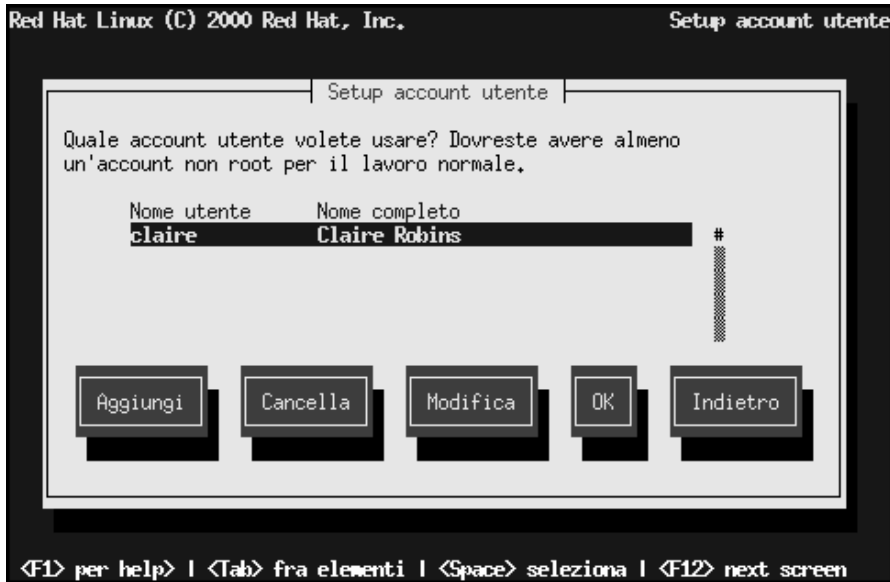 Red Hat Linux (C) 2000 Red Hat, Inc. Setup account utente
Setup account utente
Quale account utente volete usare? Dovreste avere almeno
un'account non root per il lavoro normale.
Nome utente Nome completo
claire Claire Robins #
Aggiungi Cancella Modifica OK Indietro
<F1> per help> | <Tab> fra elementi | <Space> seleziona | <F12> next screen